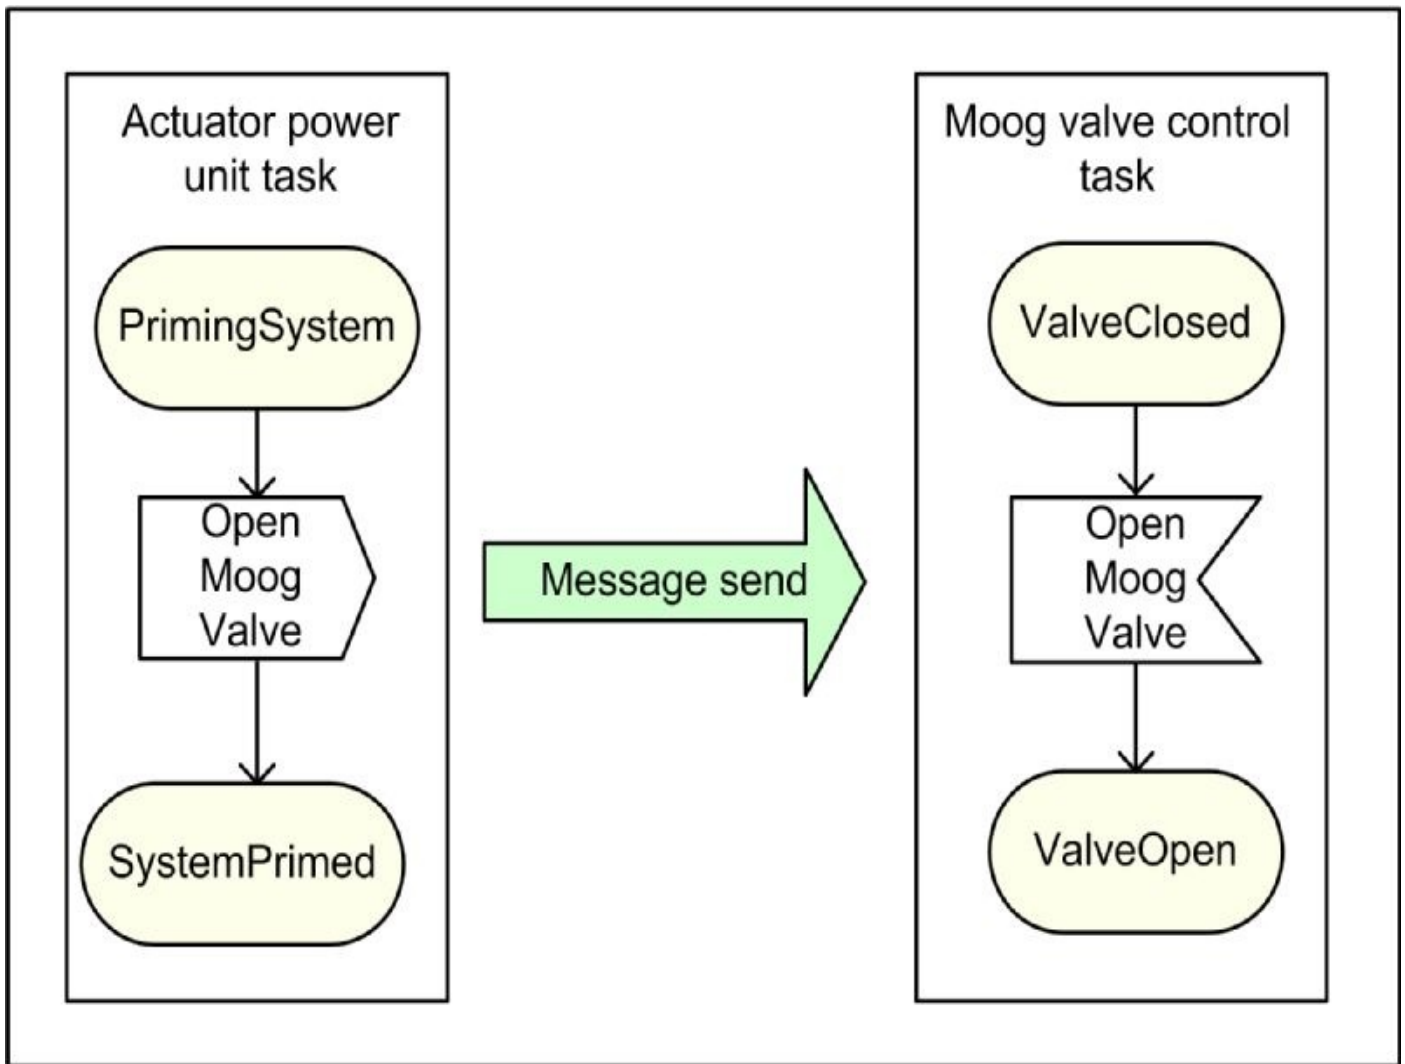 Actuator power
unit task
PrimingSystem
Open
Moog
Valve
SystemPrimed
Message send
Moog valve control
task
ValveClosed
Open
Moog
Valve
ValveOpen